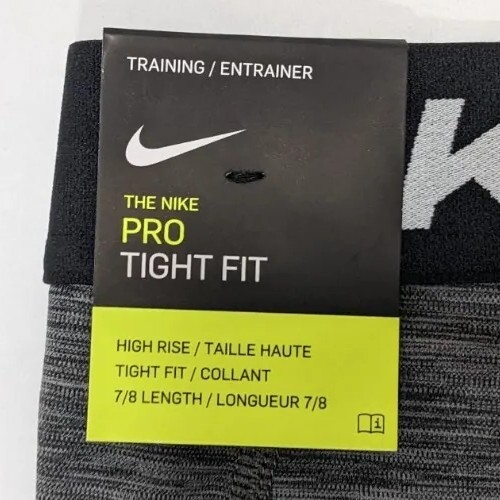 TRAINING / ENTRAINER
THE NIKE
PRO
TIGHT FIT
HIGH RISE / TAILLE HAUTE
TIGHT FIT / COLLANT
7/8 LENGTH / LONGUEUR 7/8
K